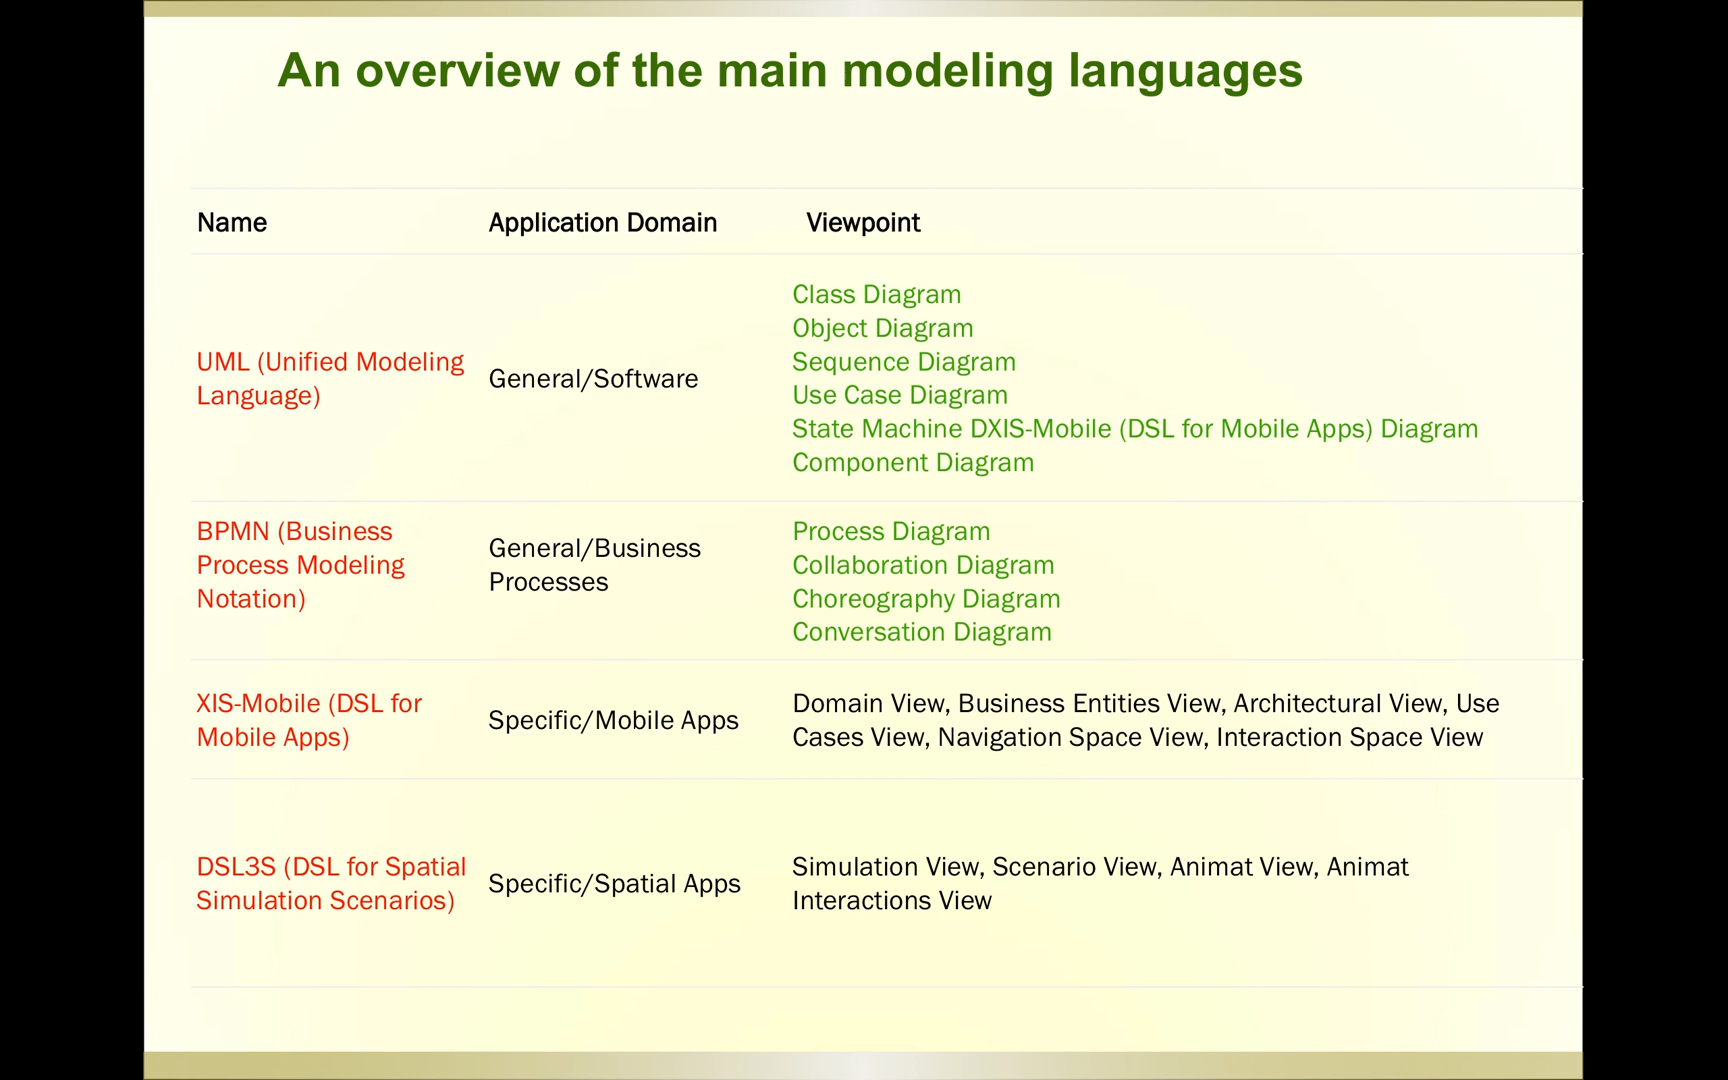 An overview of the main modeling languages
Name
Application Domain
Viewpoint
UML (Unified Modeling
Language)
General/Software
Class Diagram
Object Diagram
Sequence Diagram
Use Case Diagram
State Machine DXIS-Mobile (DSL for Mobile Apps) Diagram
Component Diagram
BPMN (Business
Process Modeling
Notation)
General/Business
Processes
Process Diagram
Collaboration Diagram
Choreography Diagram
Conversation Diagram
XIS-Mobile (DSL for
Mobile Apps)
Specific/Mobile Apps
Domain View, Business Entities View, Architectural View, Use
Cases View, Navigation Space View, Interaction Space View
DSL3S (DSL for Spatial
Simulation Scenarios)
Specific/Spatial Apps
Simulation View, Scenario View, Animat View, Animat
Interactions View